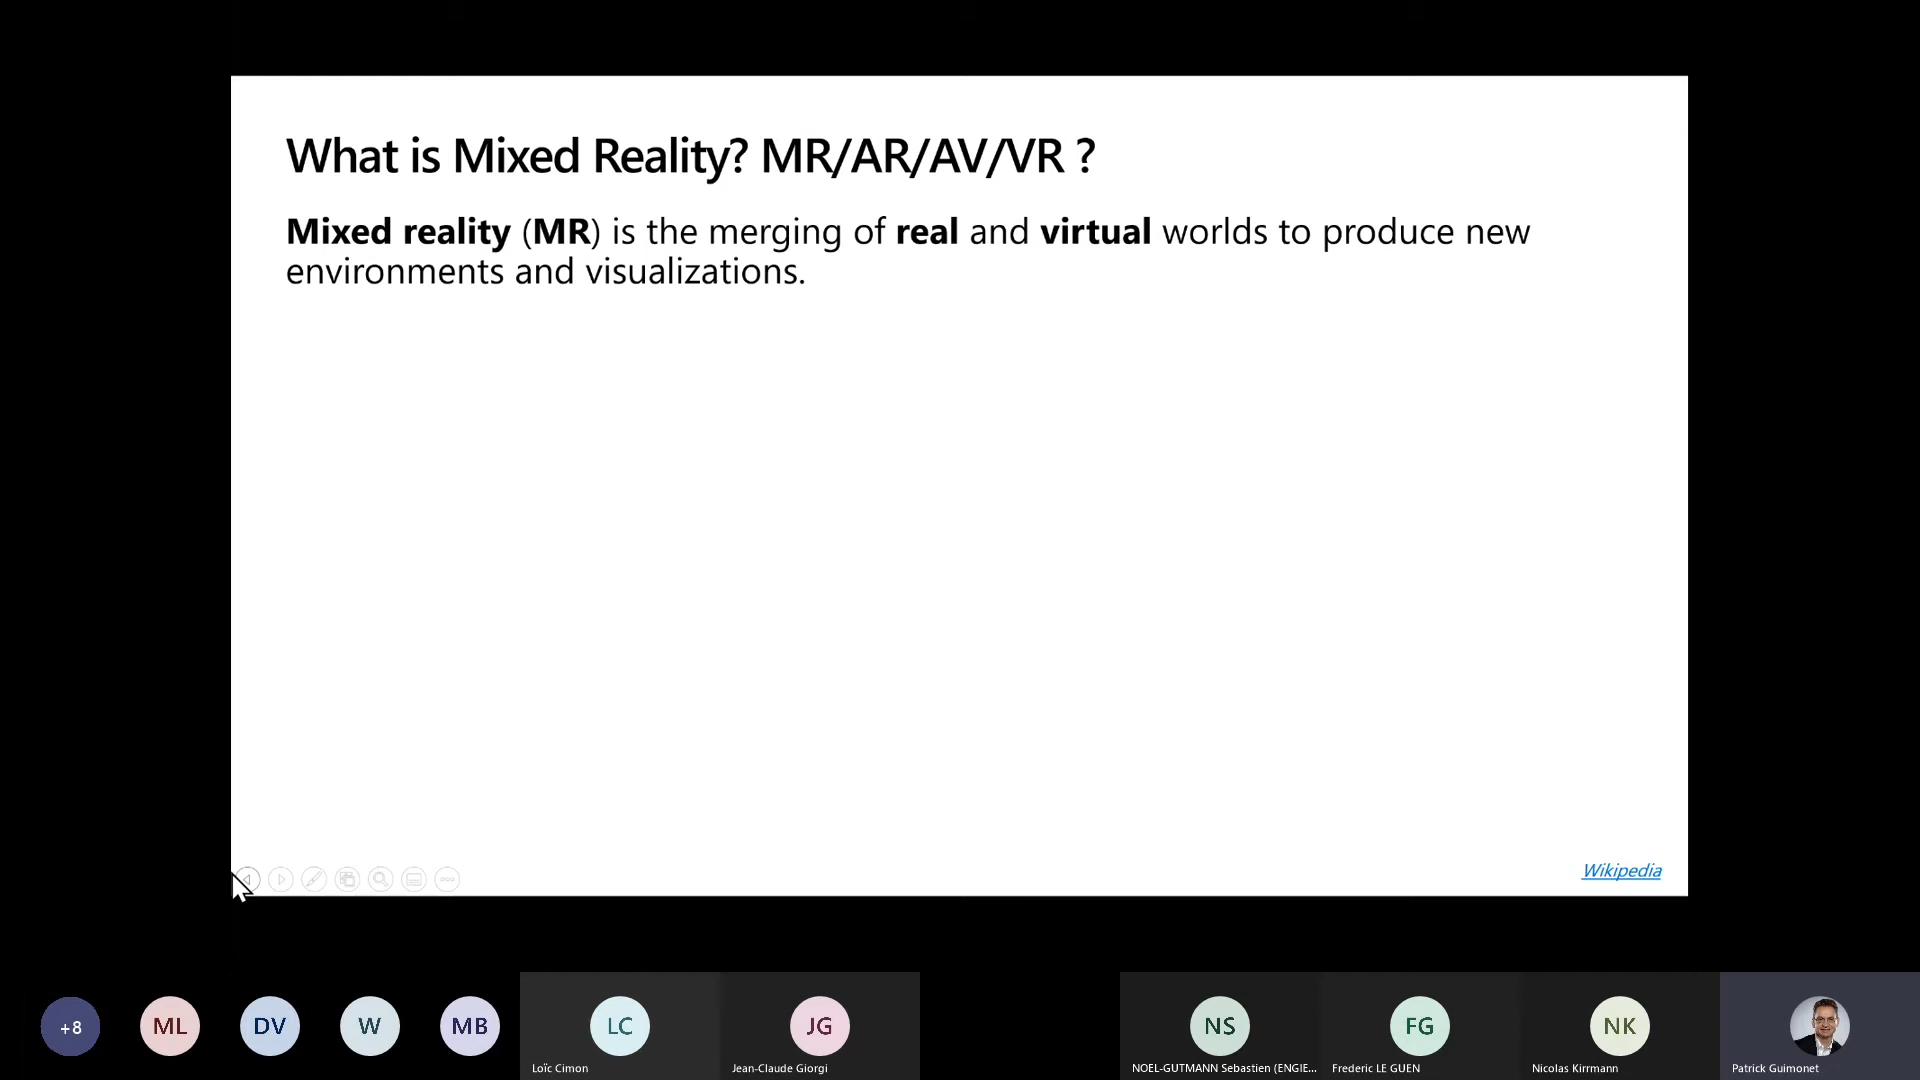 What is Mixed Reality? MR/AR/AV/VR ?
Mixed reality (MR) is the merging of real and virtual worlds to produce new
environments and visualizations.
Wikipedia
+8
ML
DV
W
MB
LC
Loïc Cimon
JG
Jean-Claude Giorgi
NS
NOEL-GUTMANN Sebastien (ENGIE...
FG
Frederic LE GUEN
NK
Nicolas Kirrmann
Patrick Guimonet